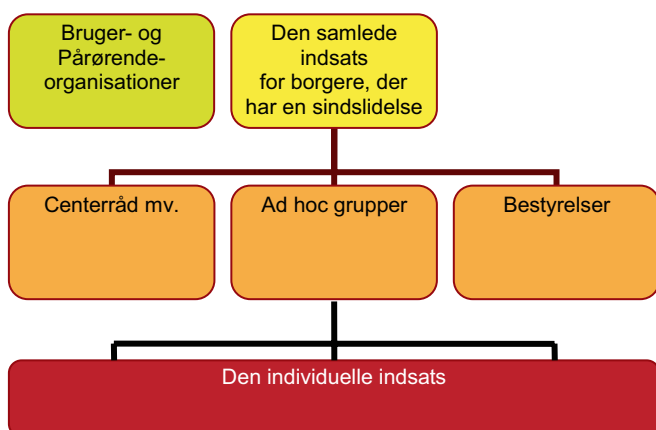 Bruger- og
Pårørende-
organisationer
Den samlede
indsats
for borgere, der
har en sindslidelse
Centerråd mv.
Ad hoc grupper
Bestyrelser
Den individuelle indsats